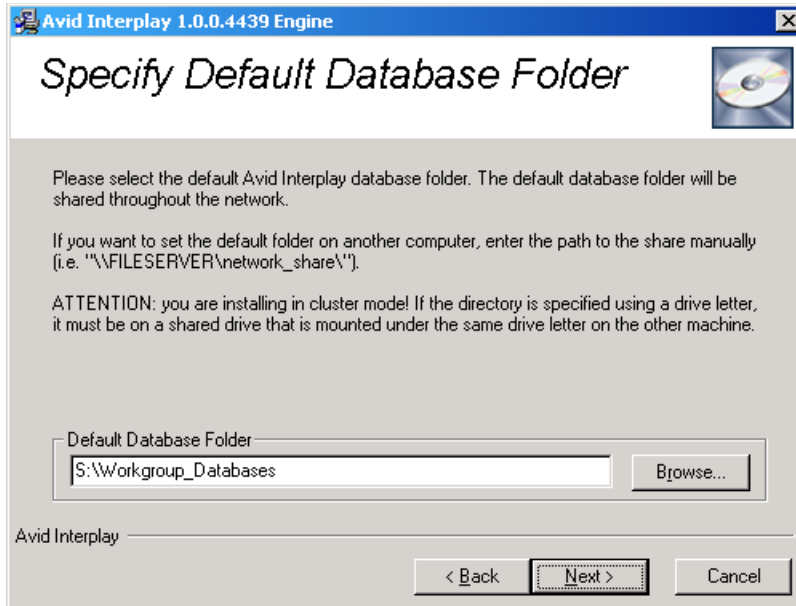 Avid Interplay 1.0.0.4439 Engine
Specify Default Database Folder
Please select the default Avid Interplay database folder. The default database folder will be
shared throughout the network.
If you want to set the default folder on another computer, enter the path to the share manually
(i.e. "\\FILESERVER\network_share\").
ATTENTION: you are installing in cluster mode! If the directory is specified using a drive letter,
it must be on a shared drive that is mounted under the same drive letter on the other machine.
Default Database Folder
S:\Workgroup_Databases
Browse...
Avid Interplay
< Back
Next >
Cancel